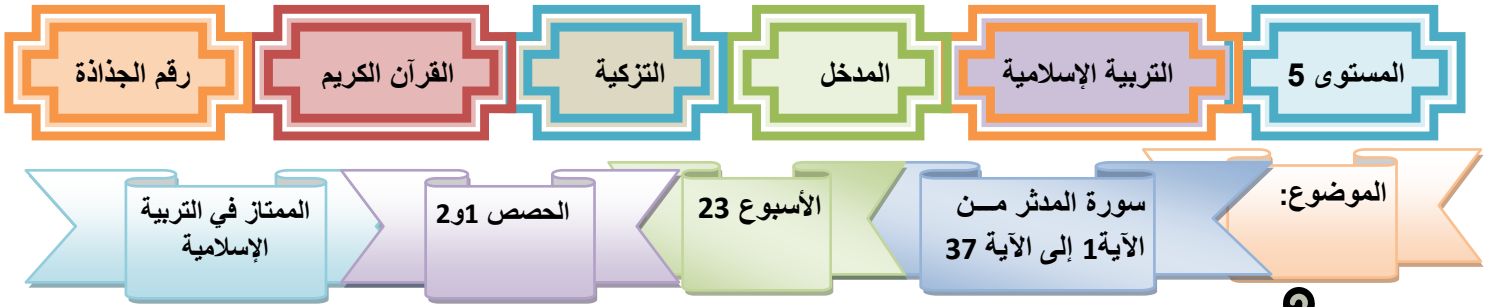 المستوى 5
التربية الإسلامية
المدخل
التزكية
القرآن الكريم
رقم الجذاذة
الموضوع:
سورة المدثر مـــن
الآية1 إلى الآية 37
الأسبوع 23
الحصص 1و2
الممتاز في التربية
الإسلامية